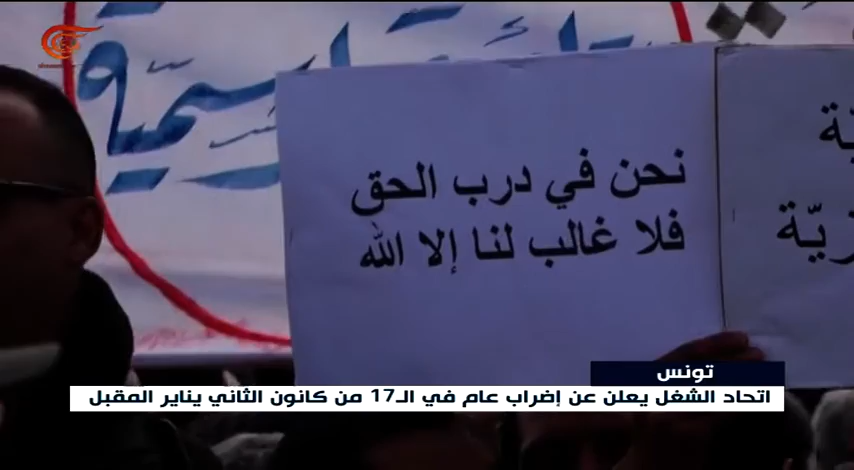 رسمية
نحن في درب الحق
فلا غالب لنا إلا الله
تونس
اتحاد الشغل يعلن عن إضراب عام في الـ17 من كانون الثاني يناير المقبل